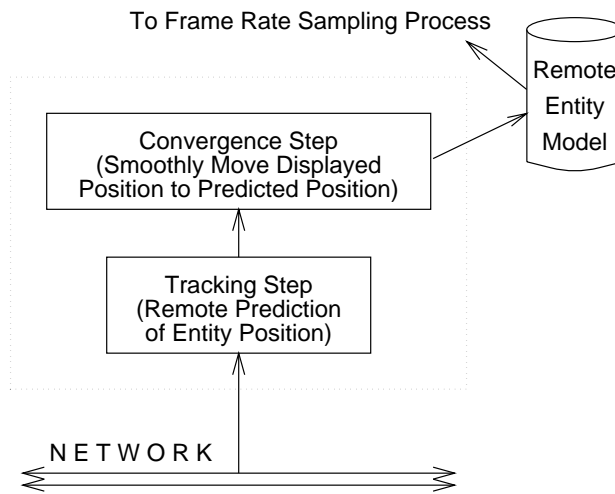 To Frame Rate Sampling Process
Remote
Entity
Model
Convergence Step
(Smoothly Move Displayed
Position to Predicted Position)
Tracking Step
(Remote Prediction
of Entity Position)
N E T W O R K